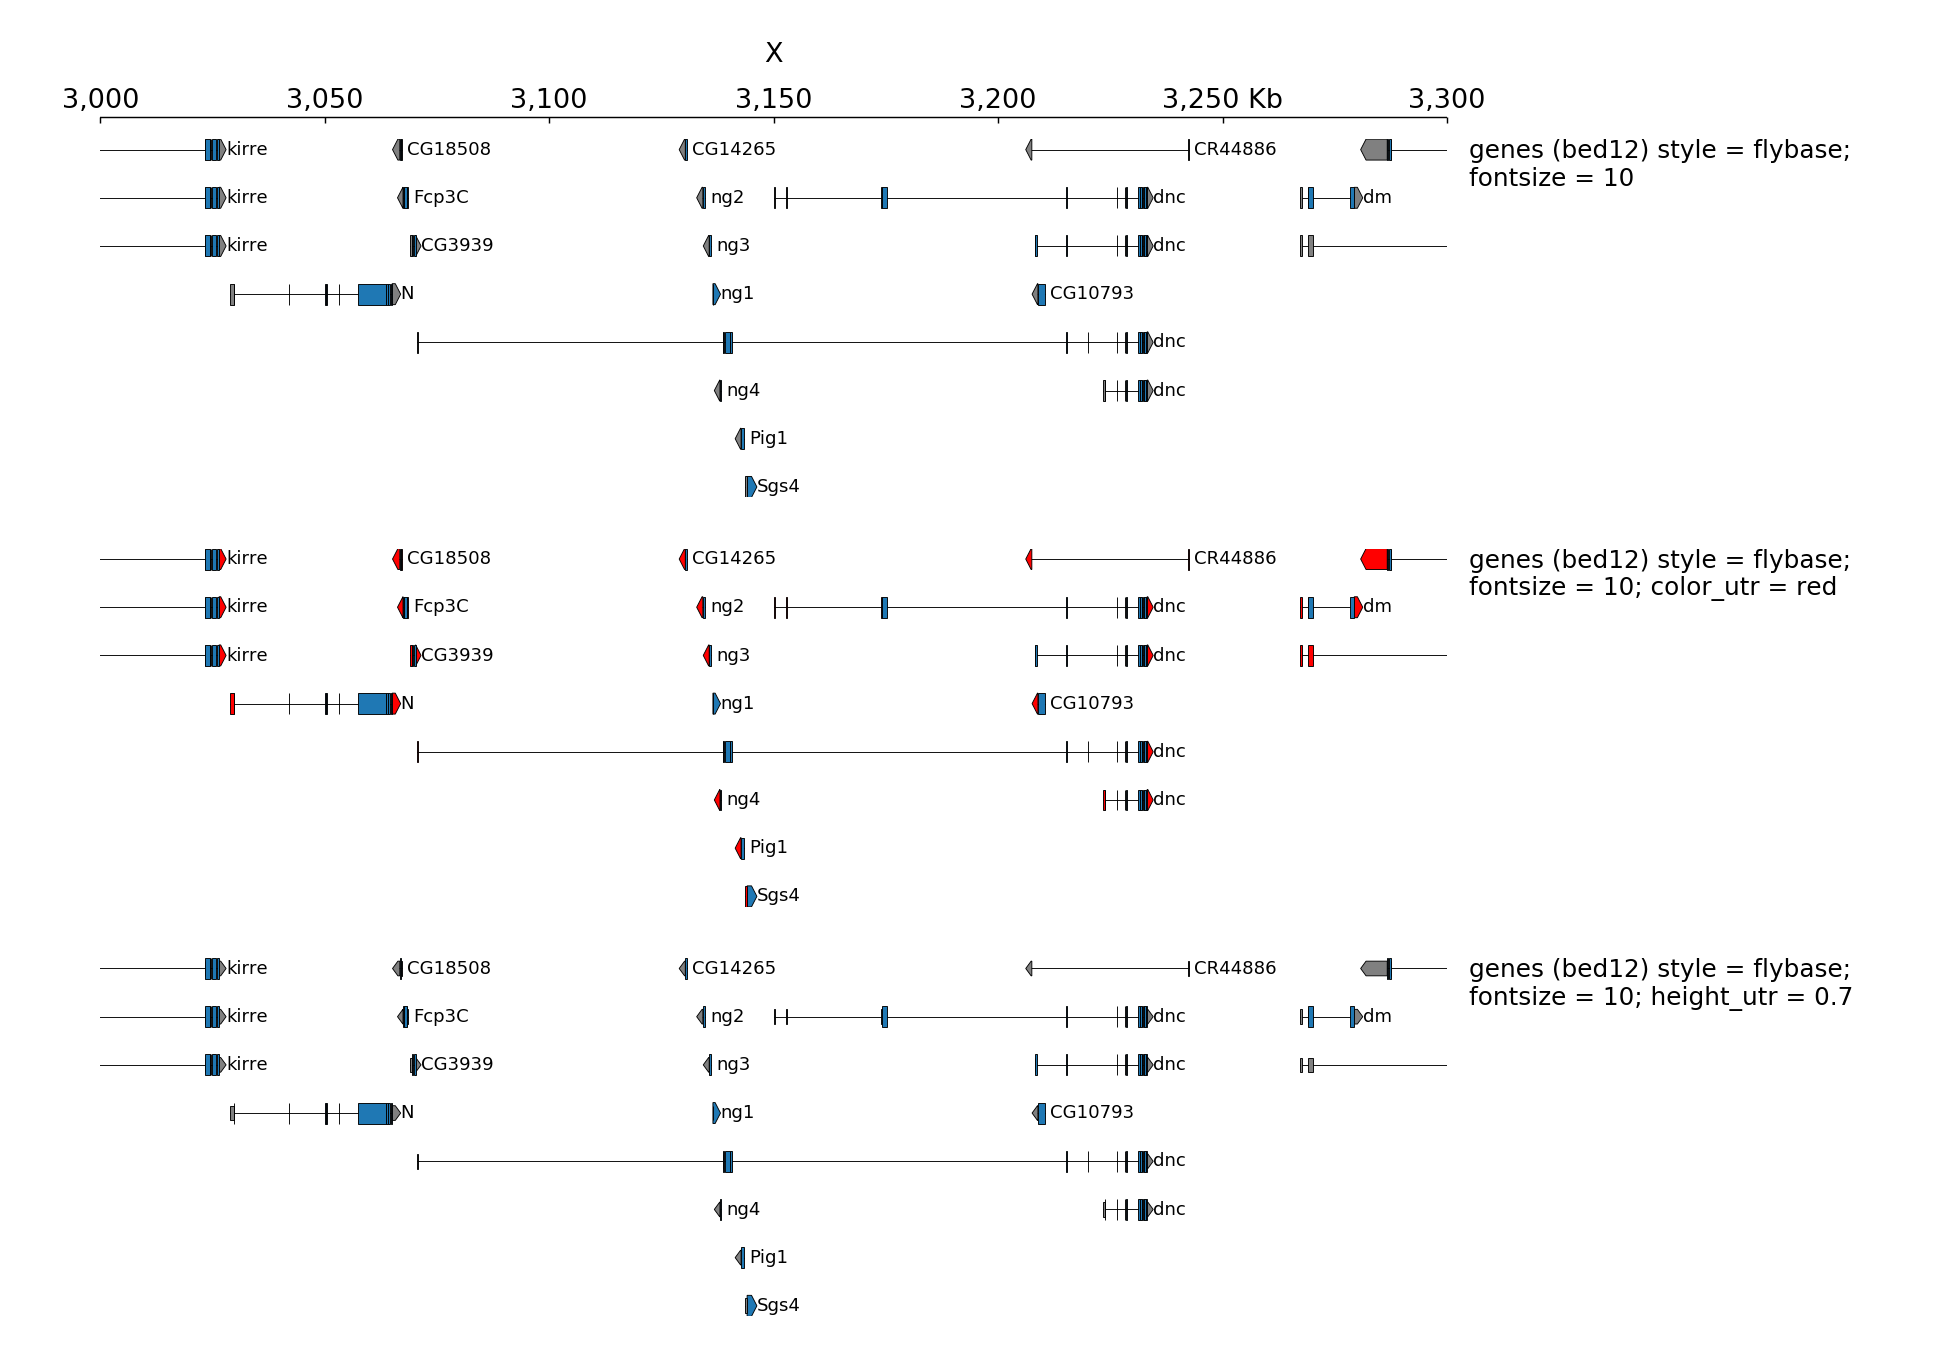 X
3,000 3,050 3,100 3,150 3,200 3,250 Kb 3,300
kirre CG18508 CG14265 CR44886 genes (bed12) style = flybase;
fontsize = 10
kirre Fcp3C ng2 dnc dm
kirre CG3939 ng3 dnc
N ng1 CG10793
dnc
ng4 dnc
Pig1
Sgs4
kirre CG18508 CG14265 CR44886 genes (bed12) style = flybase;
fontsize = 10; color_utr = red
kirre Fcp3C ng2 dnc dm
kirre CG3939 ng3 dnc
N ng1 CG10793
dnc
ng4 dnc
Pig1
Sgs4
kirre CG18508 CG14265 CR44886 genes (bed12) style = flybase;
fontsize = 10; height_utr = 0.7
kirre Fcp3C ng2 dnc dm
kirre CG3939 ng3 dnc
N ng1 CG10793
dnc
ng4 dnc
Pig1
Sgs4